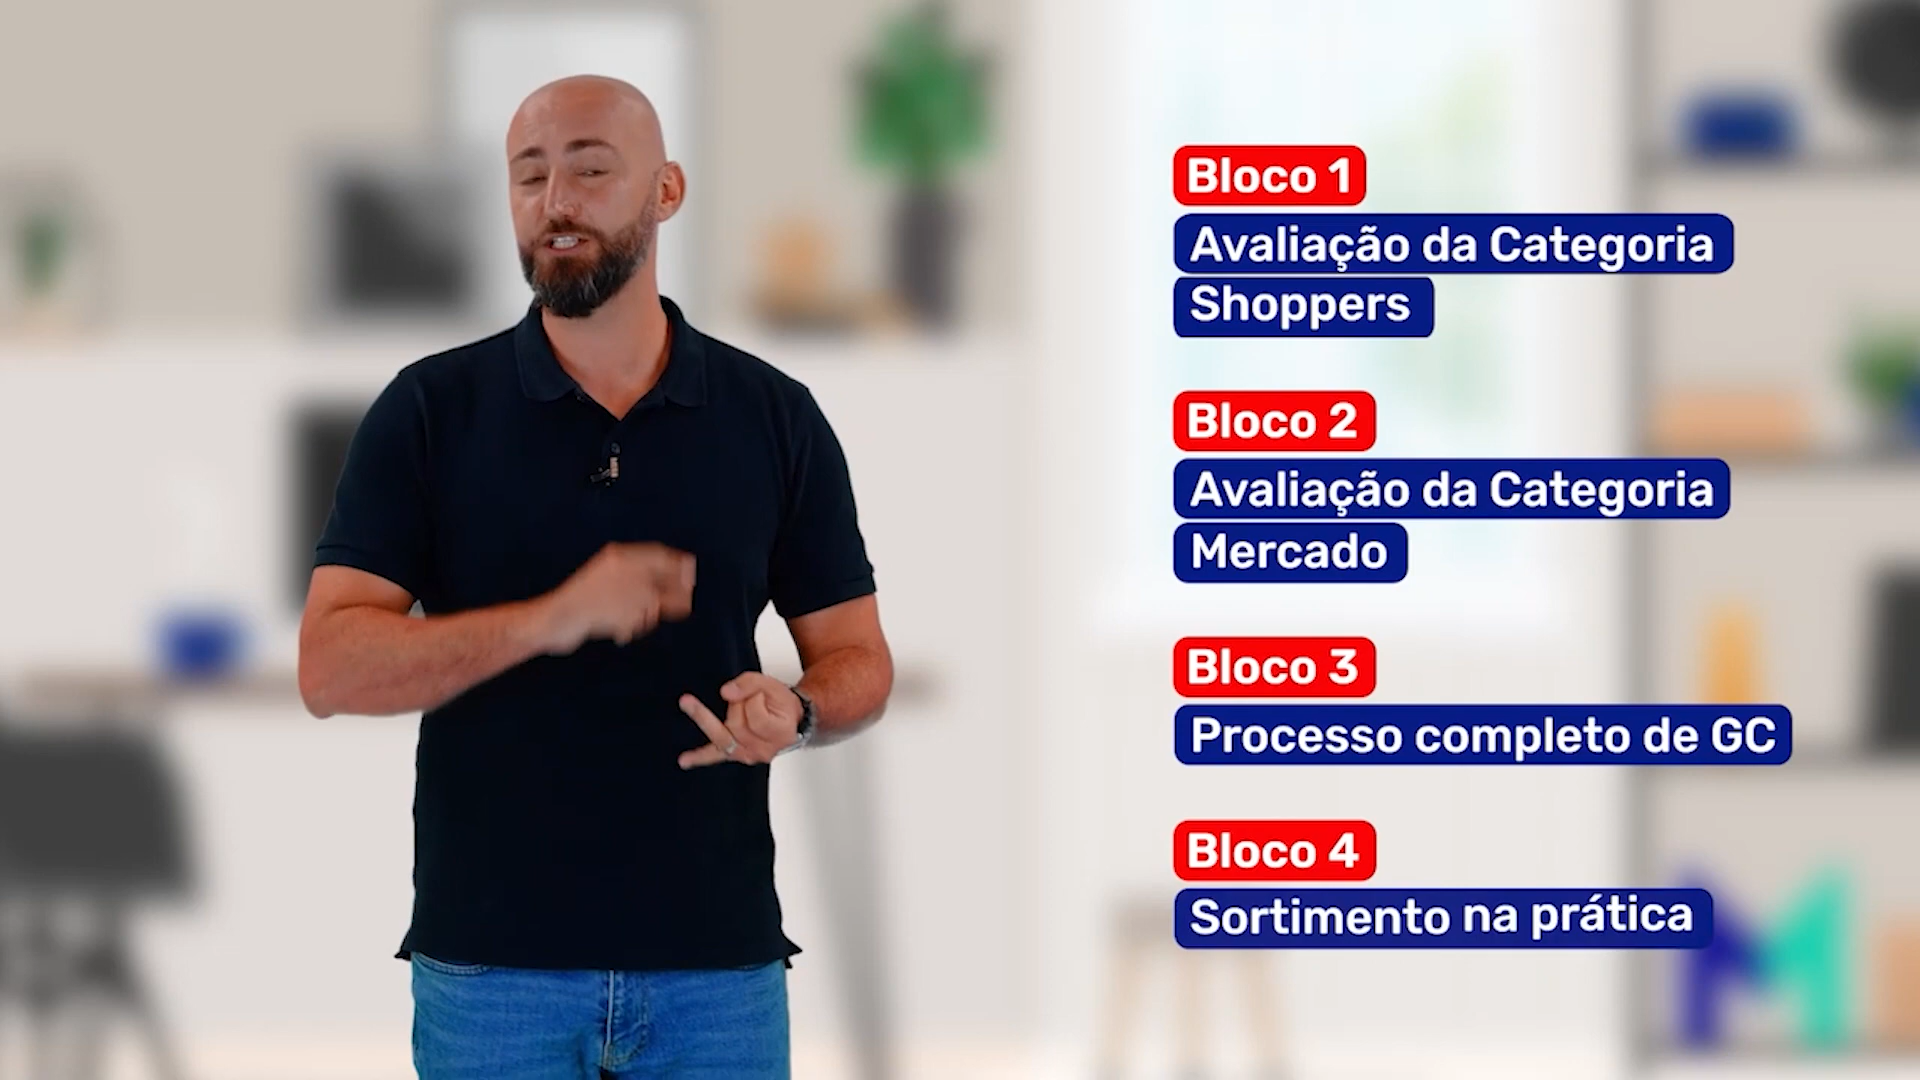 Bloco 1
Avaliação da Categoria
Shoppers
Bloco 2
Avaliação da Categoria
Mercado
Bloco 3
Processo completo de GC
Bloco 4
Sortimento na prática